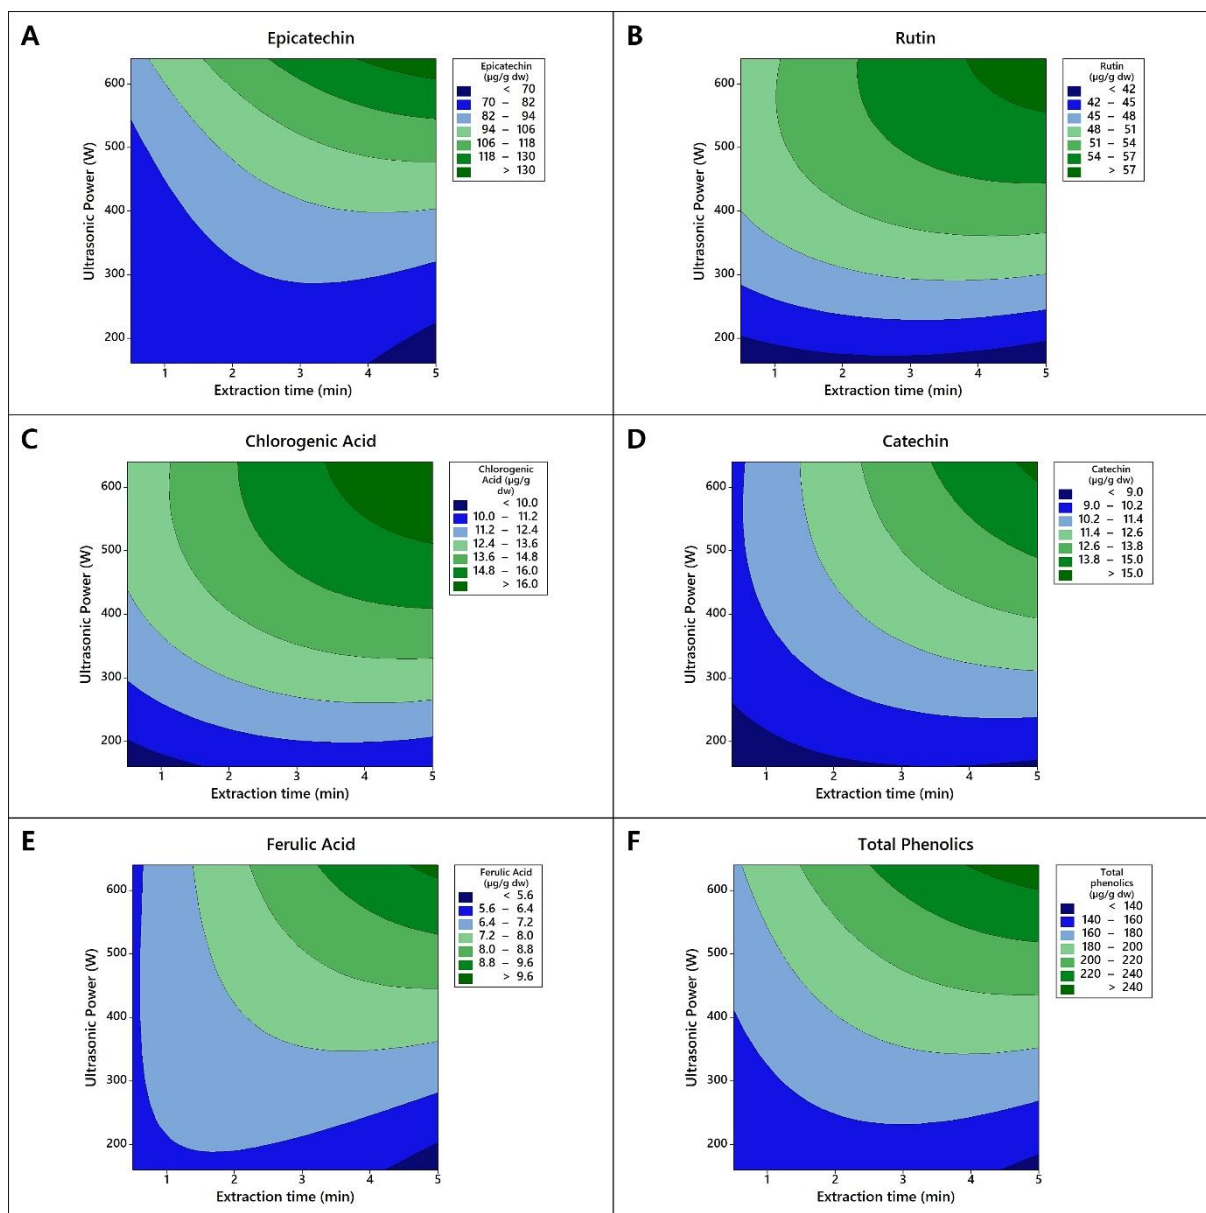 A
Epicatechin
Ultrasonic Power (W)
600
500
400
300
200
1 2 3 4 5
Extraction time (min)
Epicatechin
(µg/g dw)
< 70
70 – 82
82 – 94
94 – 106
106 – 118
118 – 130
> 130
B
Rutin
Ultrasonic Power (W)
600
500
400
300
200
1 2 3 4 5
Extraction time (min)
Rutin
(µg/g dw)
< 42
42 – 45
45 – 48
48 – 51
51 – 54
54 – 57
> 57
C
Chlorogenic Acid
Ultrasonic Power (W)
600
500
400
300
200
1 2 3 4 5
Extraction time (min)
Chlorogenic
Acid (µg/g
dw)
< 10.0
10.0 – 11.2
11.2 – 12.4
12.4 – 13.6
13.6 – 14.8
14.8 – 16.0
> 16.0
D
Catechin
Ultrasonic Power (W)
600
500
400
300
200
1 2 3 4 5
Extraction time (min)
Catechin
(µg/g dw)
< 9.0
9.0 – 10.2
10.2 – 11.4
11.4 – 12.6
12.6 – 13.8
13.8 – 15.0
> 15.0
E
Ferulic Acid
Ultrasonic Power (W)
600
500
400
300
200
1 2 3 4 5
Extraction time (min)
Ferulic Acid
(µg/g dw)
< 5.6
5.6 – 6.4
6.4 – 7.2
7.2 – 8.0
8.0 – 8.8
8.8 – 9.6
> 9.6
F
Total Phenolics
Ultrasonic Power (W)
600
500
400
300
200
1 2 3 4 5
Extraction time (min)
Total
phenolics
(µg/g dw)
< 140
140 – 160
160 – 180
180 – 200
200 – 220
220 – 240
> 240